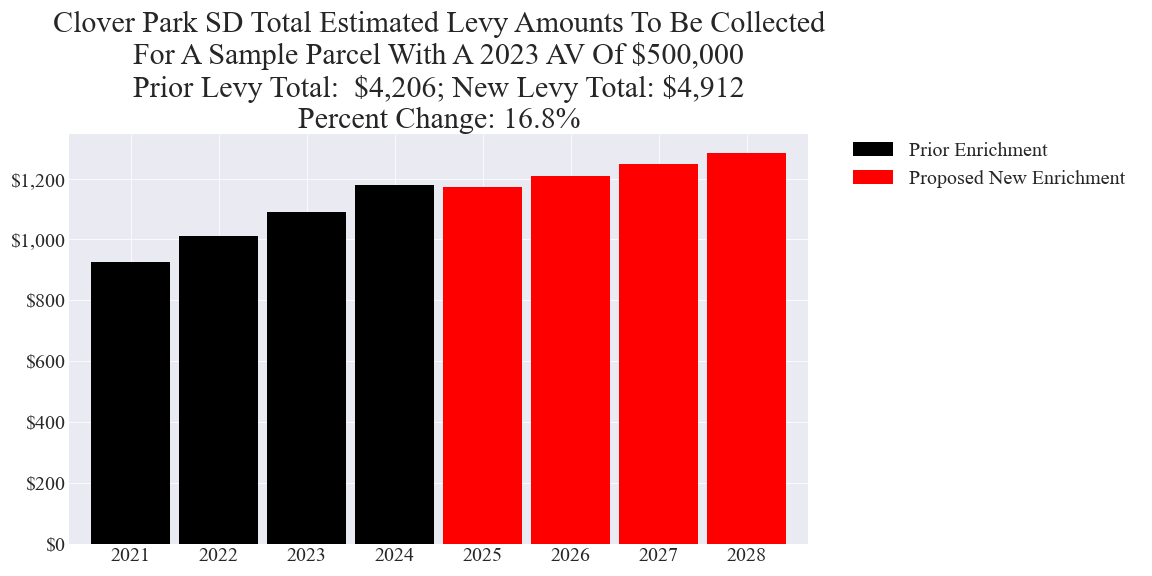 Clover Park SD Total Estimated Levy Amounts To Be Collected
For A Sample Parcel With A 2023 AV Of $500,000
Prior Levy Total:  $4,206; New Levy Total: $4,912
Percent Change: 16.8%
Prior Enrichment
Proposed New Enrichment
$1,200
$1,000
$800
$600
$400
$200
$0
2021 2022 2023 2024 2025 2026 2027 2028